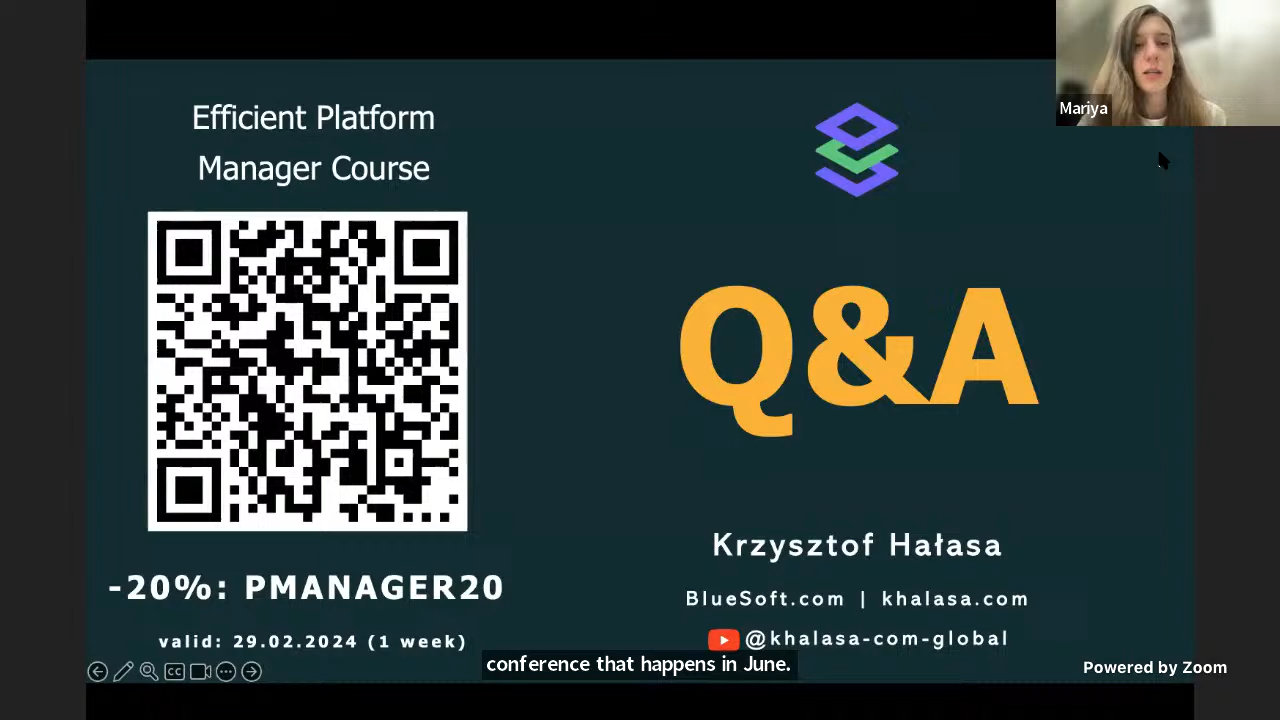 Efficient Platform
Manager Course
-20%: PMANAGER20
valid: 29.02.2024 (1 week)
Q&A
Krzysztof Hałasa
BlueSoft.com | khalasa.com
@khalasa-com-global
Mariya
CC
conference that happens in June.
Powered by Zoom